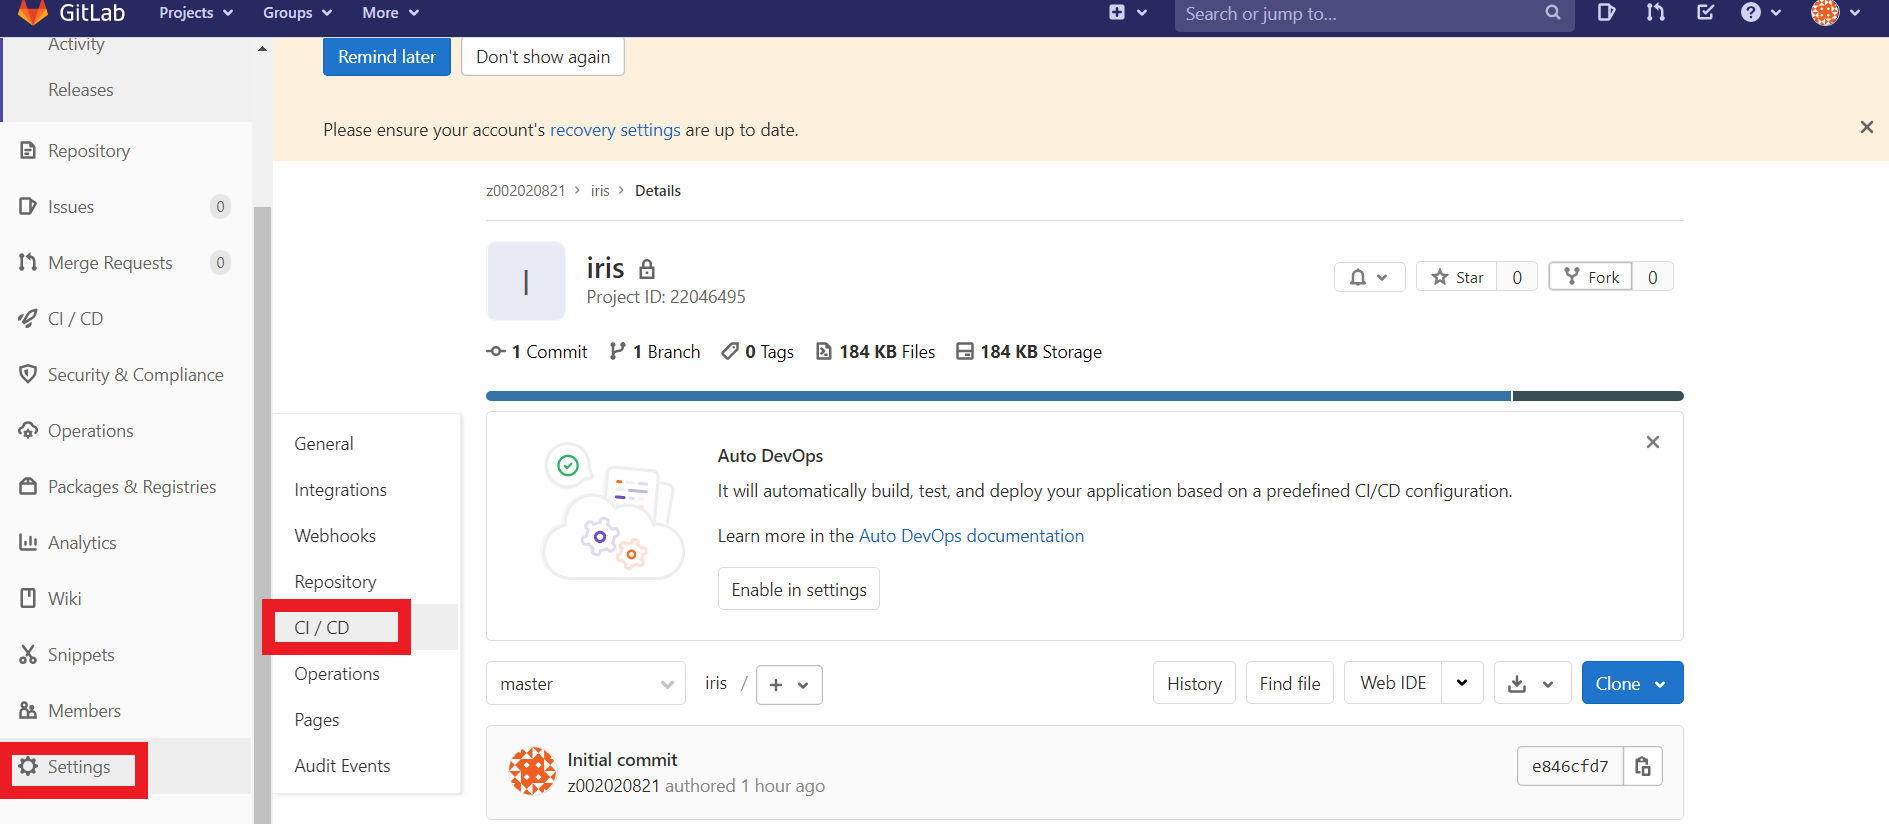 GitLab Projects Groups More Search or jump to...
Activity
Releases
Repository
Issues 0
Merge Requests 0
CI / CD
Security & Compliance
Operations
Packages & Registries
Analytics
Wiki
Snippets
Members
Settings
General
Integrations
Webhooks
Repository
CI / CD
Operations
Pages
Audit Events
Remind later Don't show again
Please ensure your account's recovery settings are up to date.
z002020821 > iris > Details
I
iris
Project ID: 22046495
Star 0 Fork 0
1 Commit 1 Branch 0 Tags 184 KB Files 184 KB Storage
Auto DevOps
It will automatically build, test, and deploy your application based on a predefined CI/CD configuration.
Learn more in the Auto DevOps documentation
Enable in settings
master iris / + History Find file Web IDE Clone
Initial commit
z002020821 authored 1 hour ago
e846cfd7